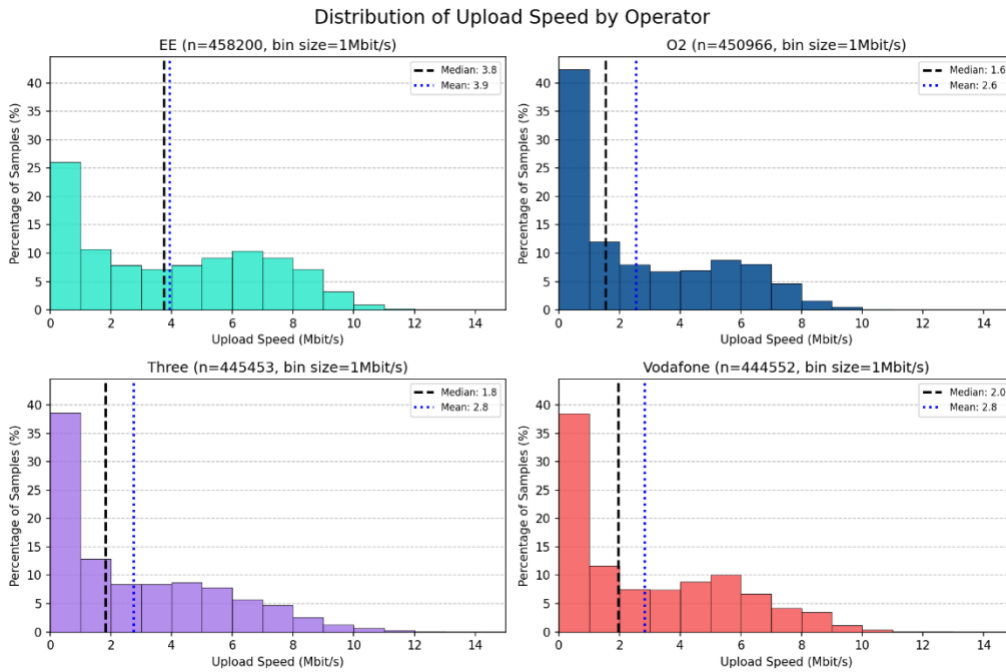 Distribution of Upload Speed by Operator
EE (n=458200, bin size=1Mbit/s)
Percentage of Samples (%)
40
35
30
25
20
15
10
5
0
Median: 3.8
Mean: 3.9
0 2 4 6 8 10 12 14
Upload Speed (Mbit/s)
O2 (n=450966, bin size=1Mbit/s)
Percentage of Samples (%)
40
35
30
25
20
15
10
5
0
Median: 1.6
Mean: 2.6
0 2 4 6 8 10 12 14
Upload Speed (Mbit/s)
Three (n=445453, bin size=1Mbit/s)
Percentage of Samples (%)
40
35
30
25
20
15
10
5
0
Median: 1.8
Mean: 2.8
0 2 4 6 8 10 12 14
Upload Speed (Mbit/s)
Vodafone (n=444552, bin size=1Mbit/s)
Percentage of Samples (%)
40
35
30
25
20
15
10
5
0
Median: 2.0
Mean: 2.8
0 2 4 6 8 10 12 14
Upload Speed (Mbit/s)